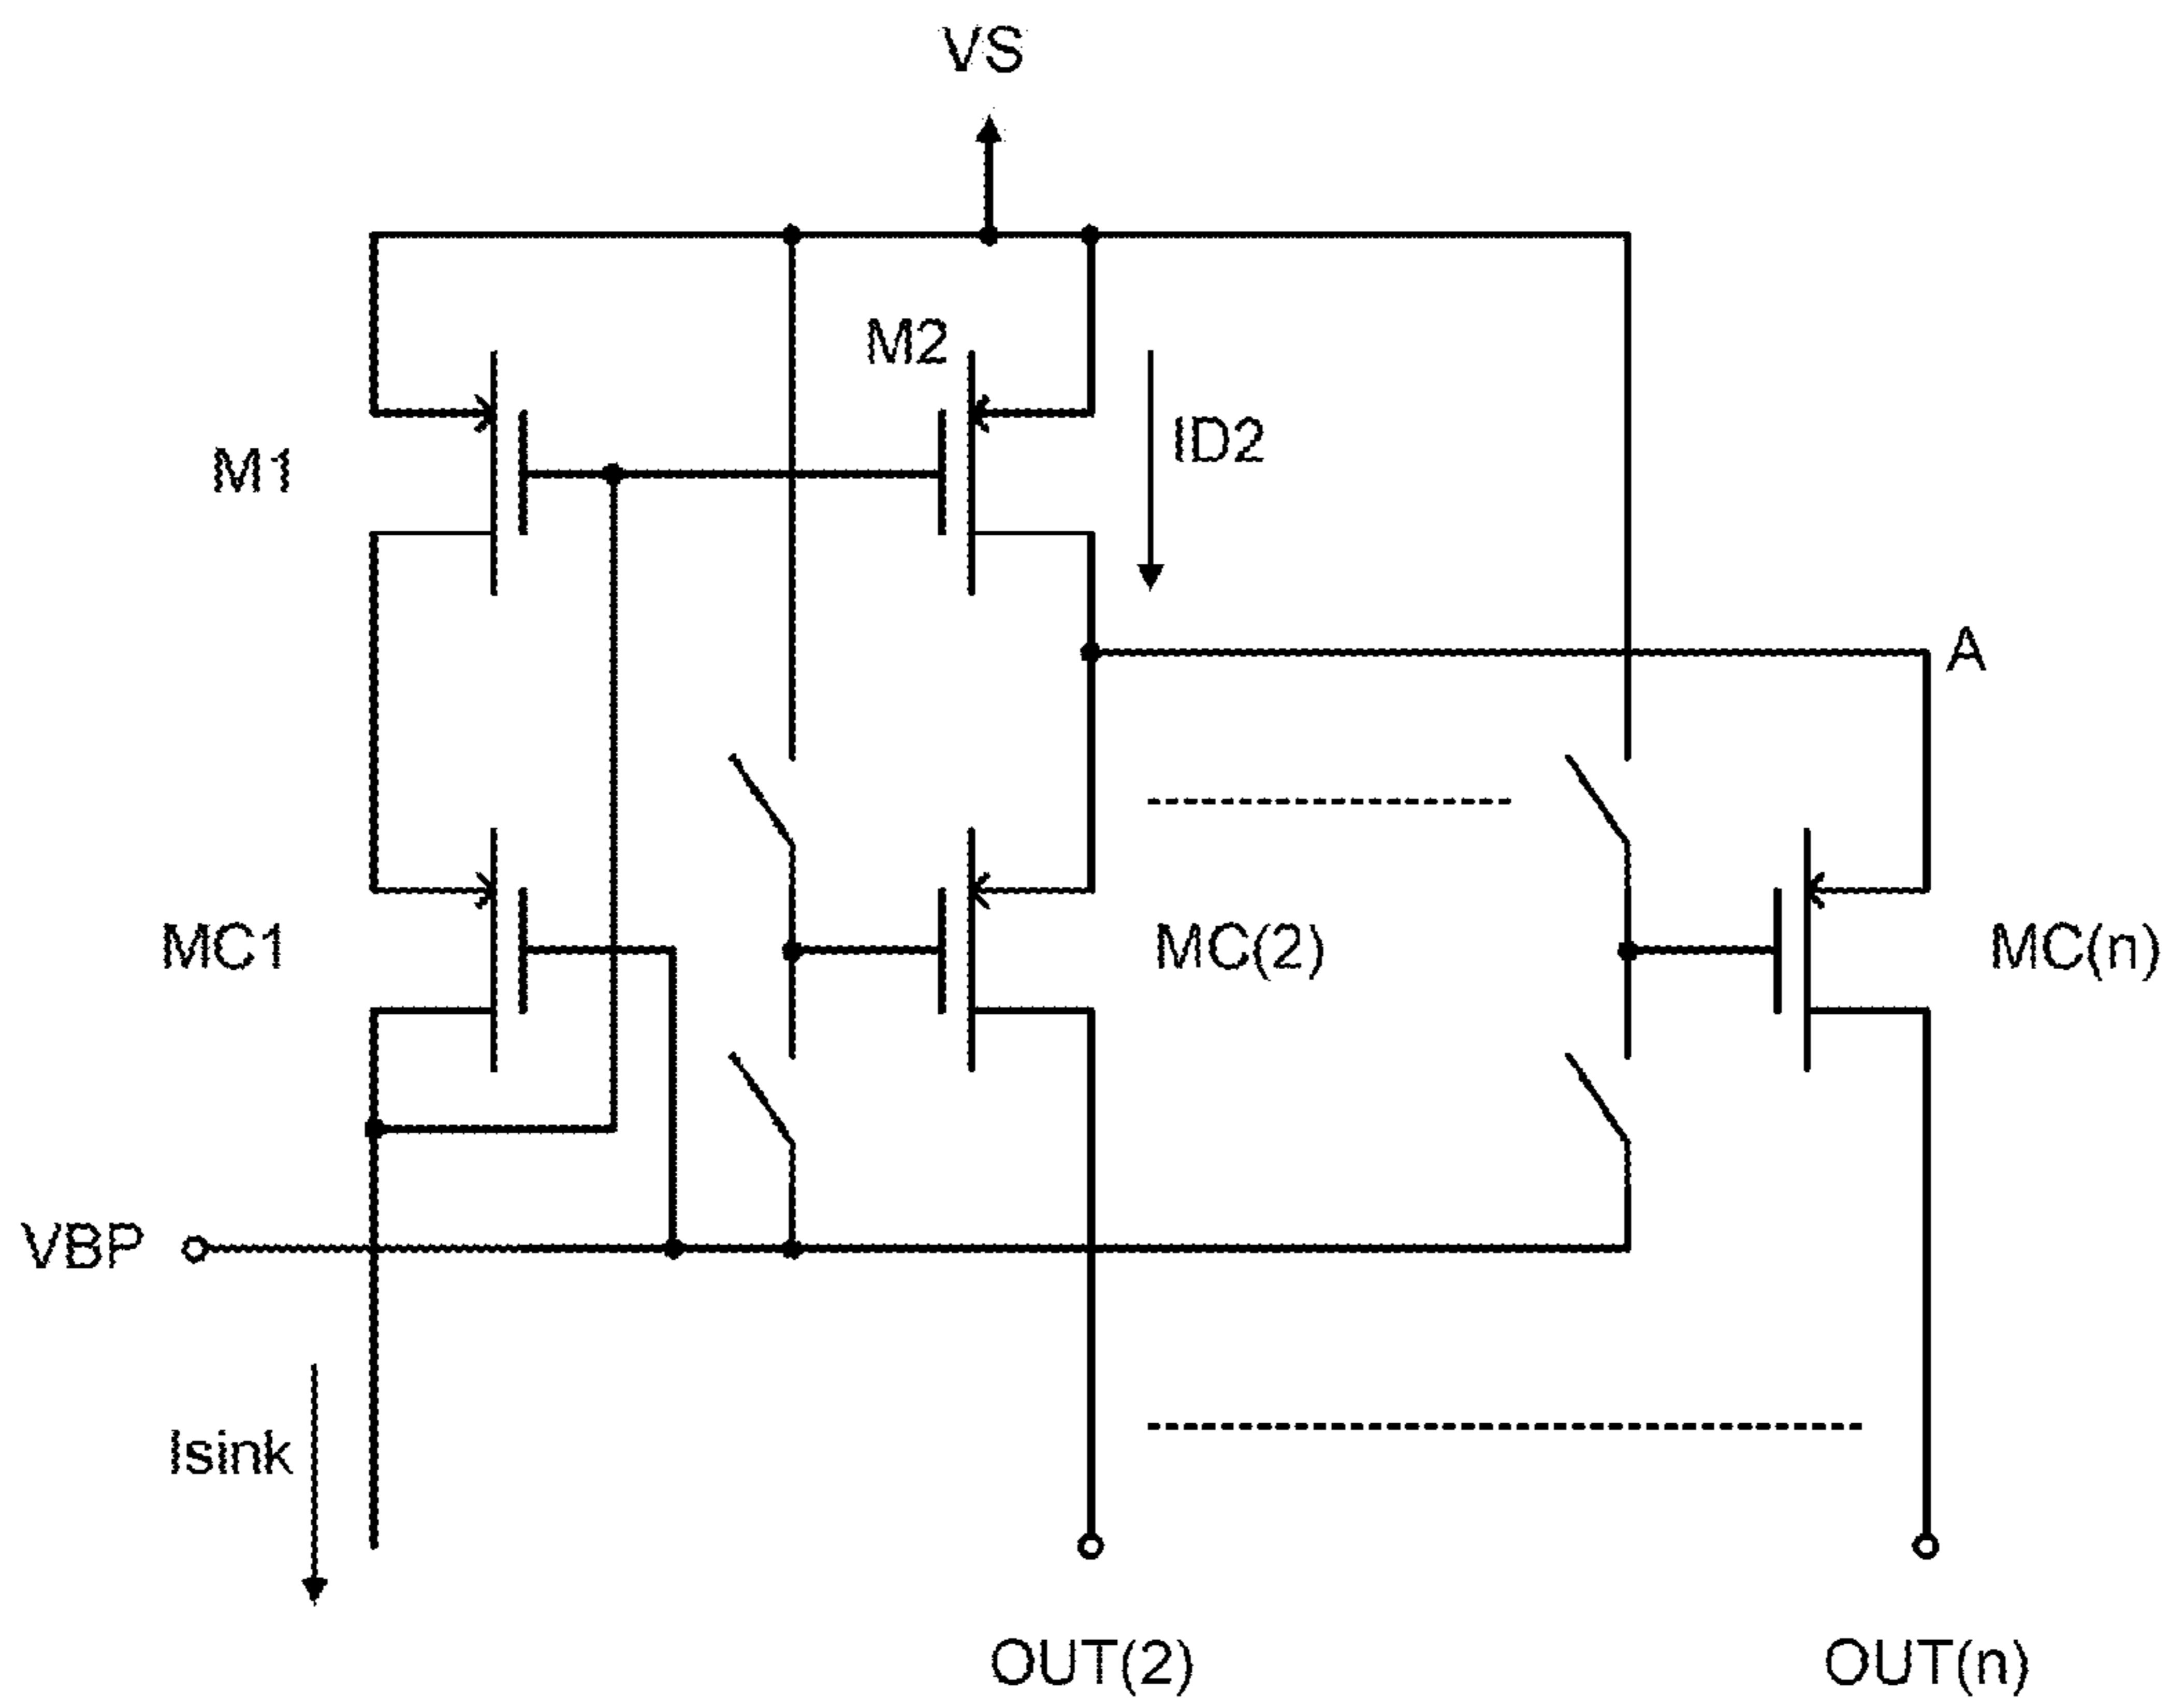 VS
M2
M1
ID2
A
MC1
MC(2)
MC(n)
VBP
Isink
OUT(2)
OUT(n)